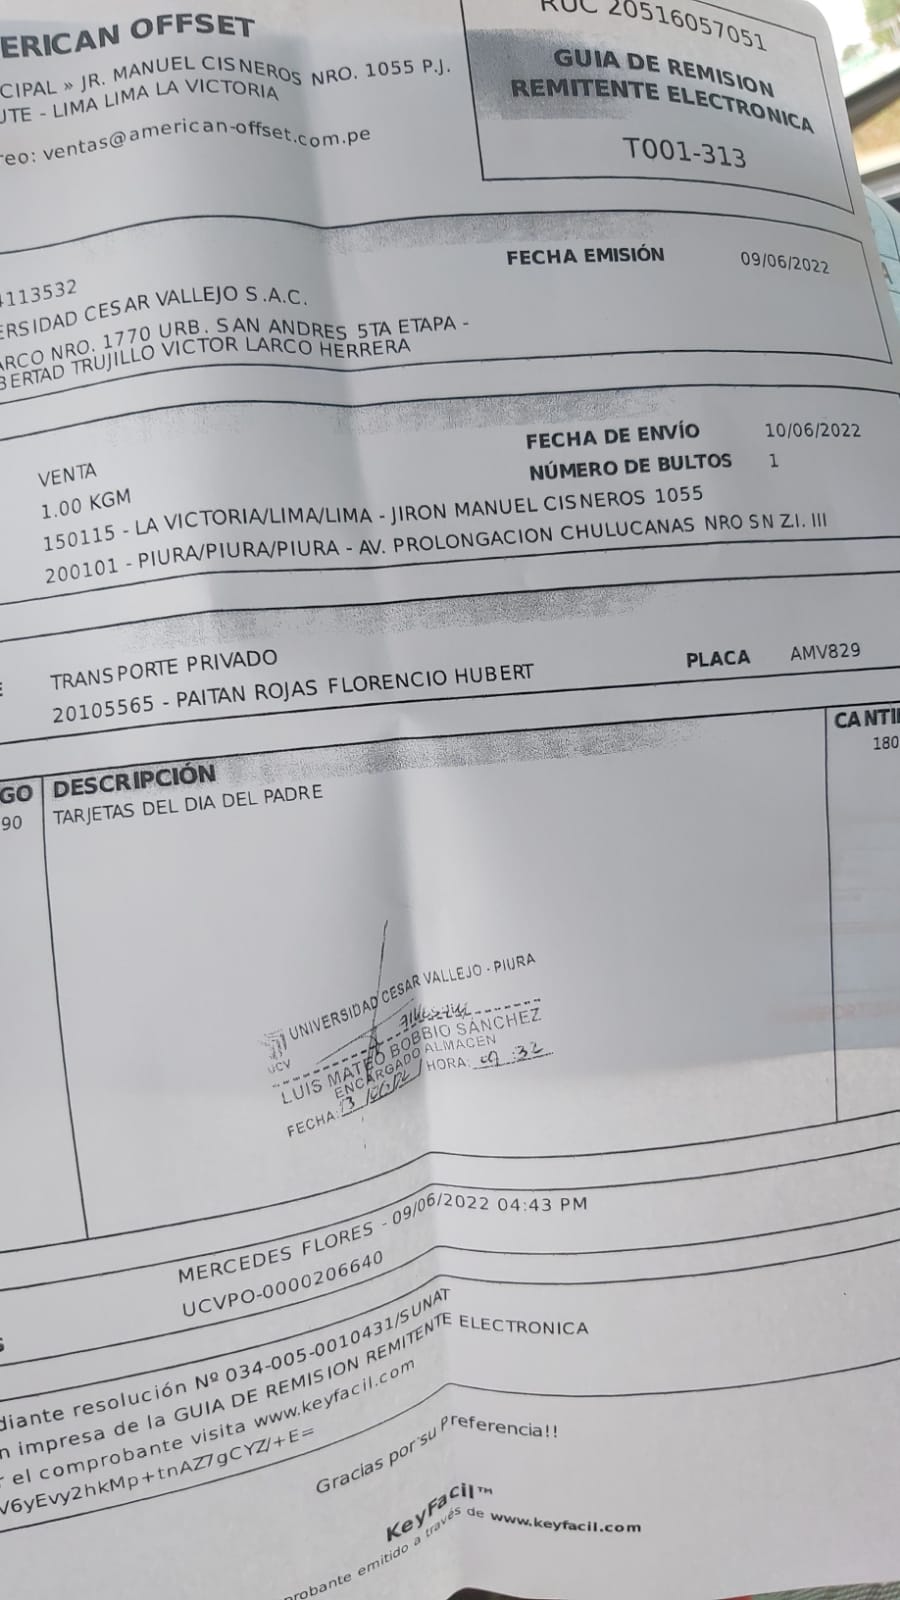 ERICAN OFFSET
RUC 20516057051
GUIA DE REMISION
REMITENTE ELECTRONICA
T001-313
CIPAL » JR. MANUEL CISNEROS NRO. 1055 P.J.
UTE - LIMA LIMA LA VICTORIA
reo: ventas@american-offset.com.pe
FECHA EMISIÓN 09/06/2022
113532
ERSIDAD CESAR VALLEJO S.A.C.
ARCO NRO. 1770 URB. SAN ANDRES 5TA ETAPA -
BERTAD TRUJILLO VICTOR LARCO HERRERA
FECHA DE ENVÍO 10/06/2022
VENTA
NÚMERO DE BULTOS 1
1.00 KGM
150115 - LA VICTORIA/LIMA/LIMA - JIRON MANUEL CISNEROS 1055
200101 - PIURA/PIURA/PIURA - AV. PROLONGACION CHULUCANAS NRO SN Z.I. III
E TRANSPORTE PRIVADO
20105565 - PAITAN ROJAS FLORENCIO HUBERT PLACA AMV829
GO DESCRIPCIÓN CANTI
90 TARJETAS DEL DIA DEL PADRE 180
UNIVERSIDAD CESAR VALLEJO - PIURA
UCV
LUIS MATEO BOBBIO SÁNCHEZ
ENCARGADO ALMACEN
FECHA: HORA: 09:32
MERCEDES FLORES - 09/06/2022 04:43 PM
UCVPO-0000206640
S
diante resolución Nº 034-005-0010431/SUNAT
n impresa de la GUIA DE REMISION REMITENTE ELECTRONICA
r el comprobante visita www.keyfacil.com
V6yEvy2hkMp+tnAZ7gCYZ/+E=
Gracias por su preferencia!!
KeyFacil™
robante emitido a través de www.keyfacil.com